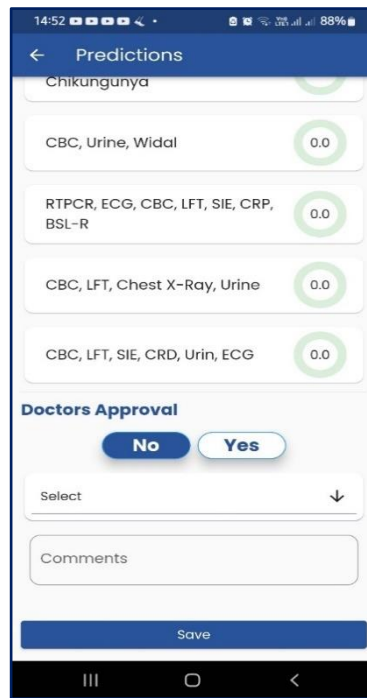 14:52
88%
Predictions
Chikungunya
CBC, Urine, Widal
0.0
RTPCR, ECG, CBC, LFT, SIE, CRP,
BSL-R
0.0
CBC, LFT, Chest X-Ray, Urine
0.0
CBC, LFT, SIE, CRD, Urin, ECG
0.0
Doctors Approval
No Yes
Select
Comments
Save